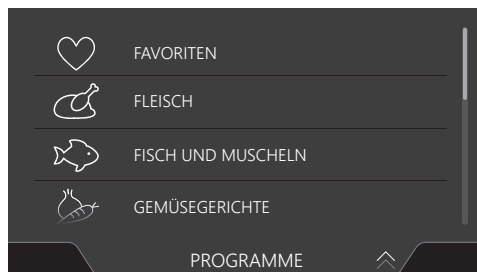 FAVORITEN
FLEISCH
FISCH UND MUSCHELN
GEMÜSEGERICHTE
PROGRAMME